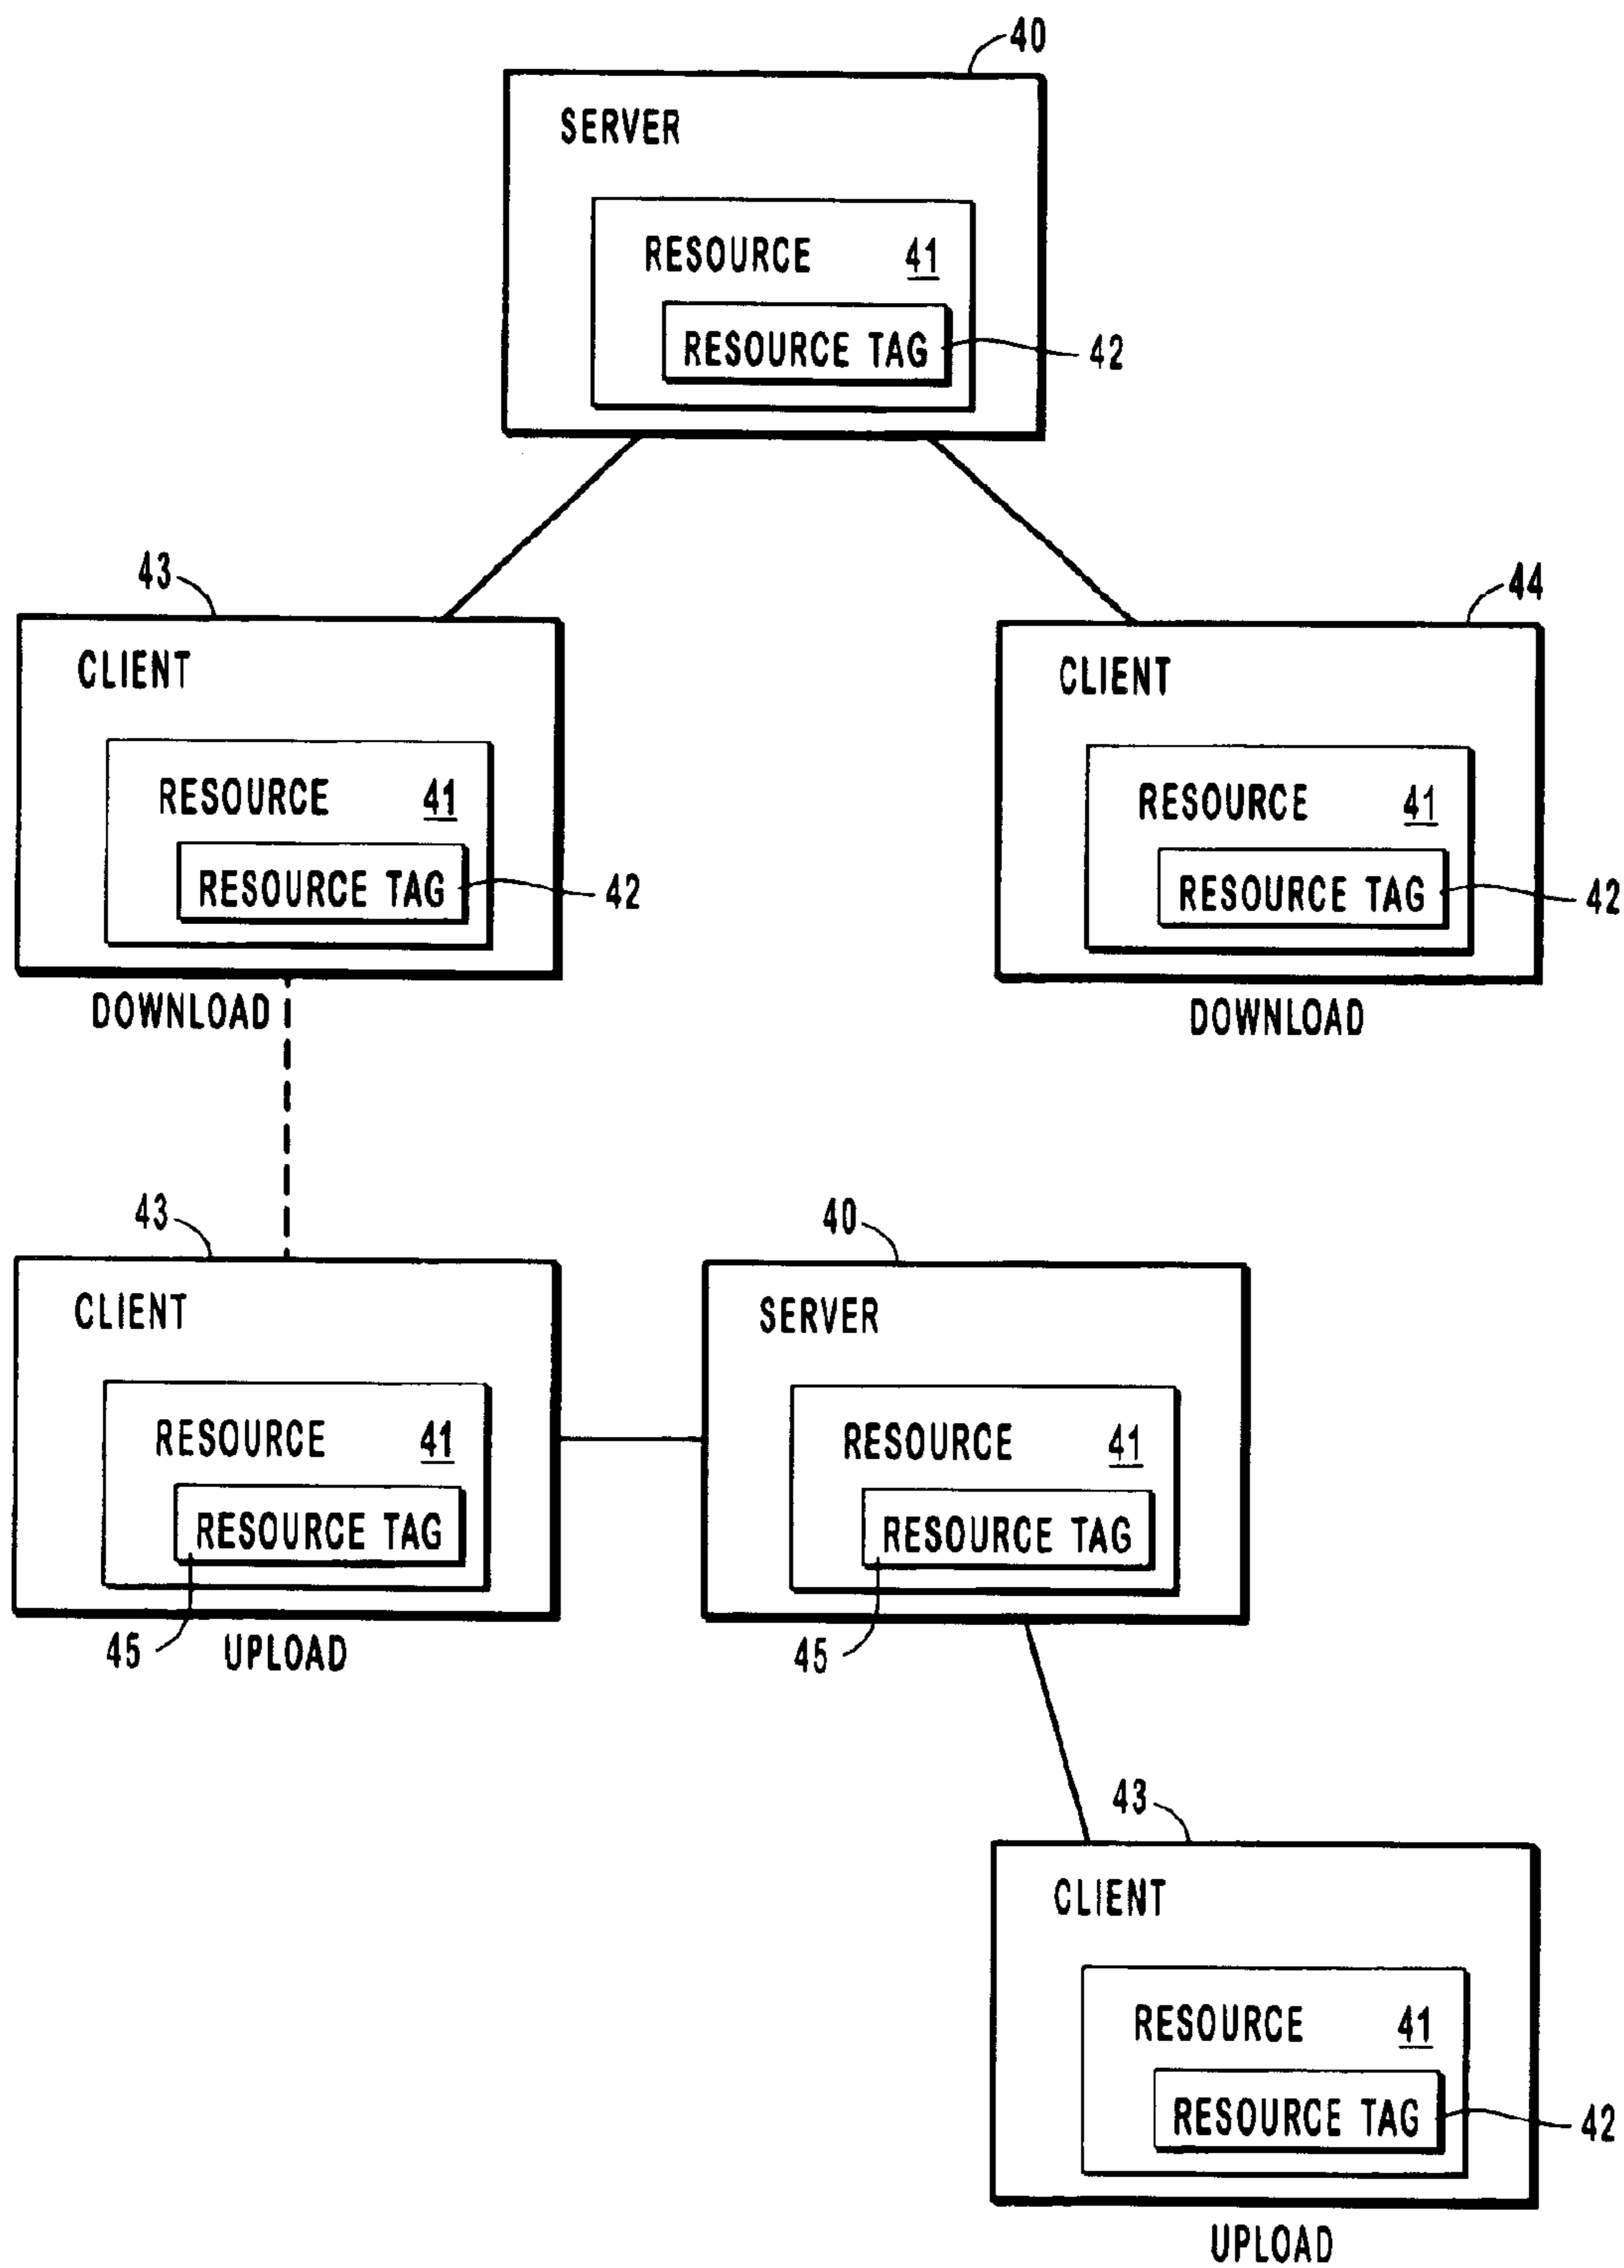 40
SERVER
RESOURCE 41
RESOURCE TAG
42
43
CLIENT
RESOURCE 41
RESOURCE TAG
42
DOWNLOAD
44
CLIENT
RESOURCE 41
RESOURCE TAG
42
DOWNLOAD
43
CLIENT
RESOURCE 41
RESOURCE TAG
45
UPLOAD
40
SERVER
RESOURCE 41
RESOURCE TAG
45
43
CLIENT
RESOURCE 41
RESOURCE TAG
42
UPLOAD